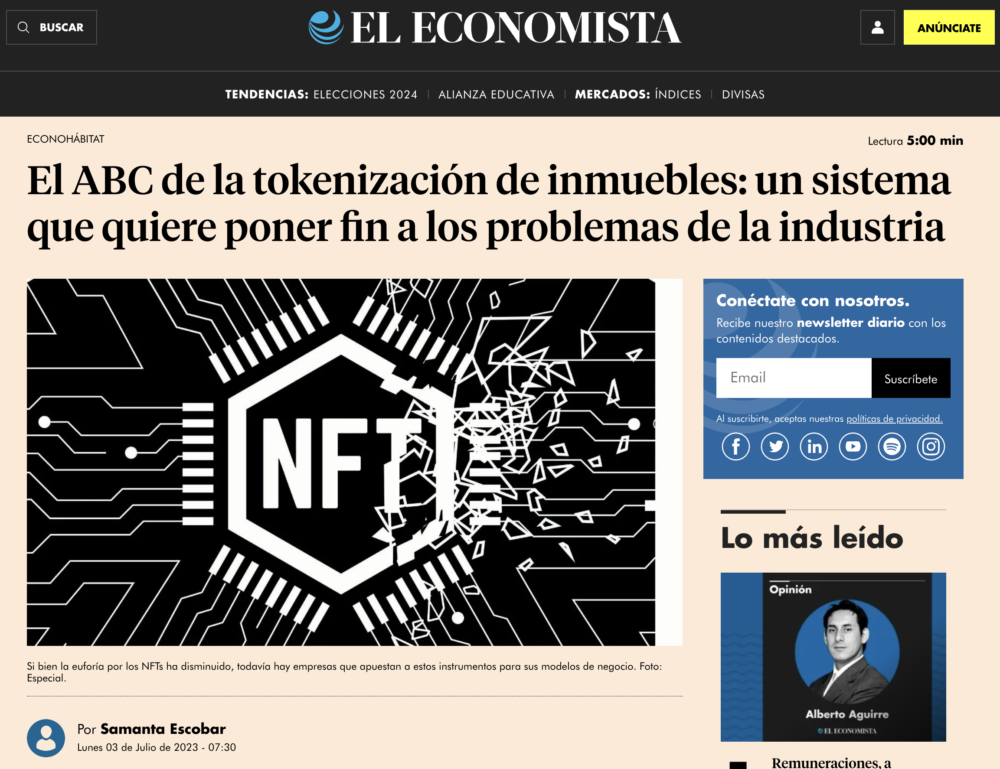 BUSCAR
EL ECONOMISTA
ANÚNCIATE
TENDENCIAS: ELECCIONES 2024 | ALIANZA EDUCATIVA | MERCADOS: ÍNDICES | DIVISAS
ECONOHÁBITAT
Lectura 5:00 min
El ABC de la tokenización de inmuebles: un sistema
que quiere poner fin a los problemas de la industria
NFT
Si bien la euforía por los NFTs ha disminuido, todavía hay empresas que apuestan a estos instrumentos para sus modelos de negocio. Foto:
Especial.
Por Samanta Escobar
Lunes 03 de Julio de 2023 - 07:30
Conéctate con nosotros.
Recibe nuestro newsletter diario con los
contenidos destacados.
Email
Suscríbete
Al suscribirte, aceptas nuestras políticas de privacidad.
Lo más leído
Opinión
Alberto Aguirre
EL ECONOMISTA
Remuneraciones, a